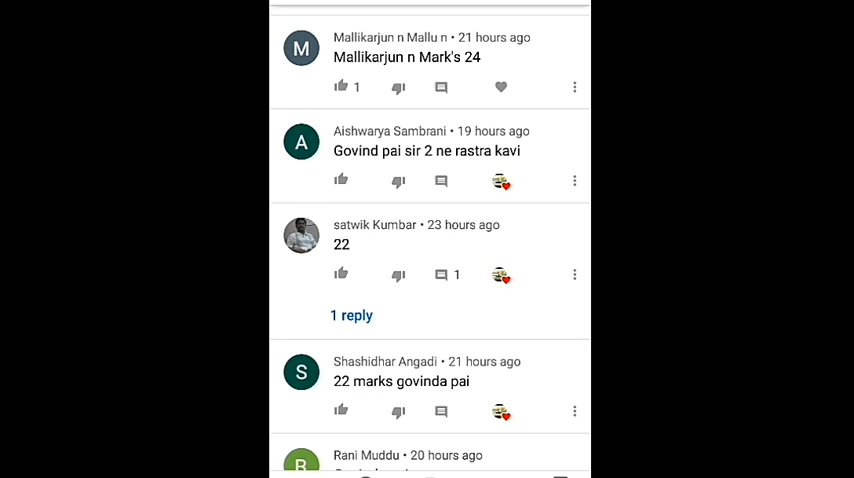 Mallikarjun n Mallu n • 21 hours ago
M
Mallikarjun n Mark's 24
1
Aishwarya Sambrani • 19 hours ago
A
Govind pai sir 2 ne rastra kavi
satwik Kumbar • 23 hours ago
22
1
1 reply
Shashidhar Angadi • 21 hours ago
S
22 marks govinda pai
Rani Muddu • 20 hours ago
R